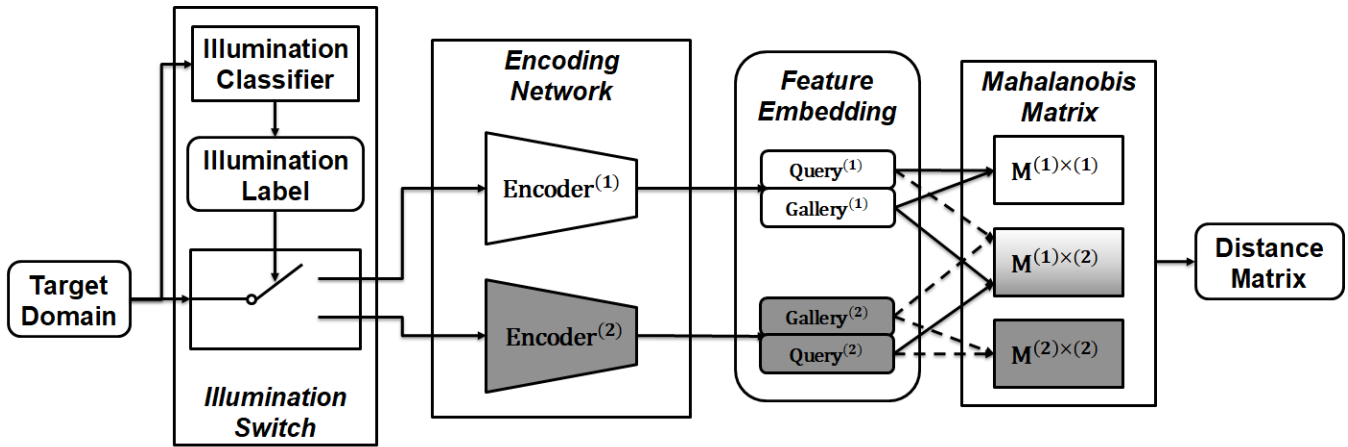 Target
Domain
Illumination
Classifier
Illumination
Label
Illumination
Switch
Encoding
Network
Encoder⁽¹⁾
Encoder⁽²⁾
Feature
Embedding
Query⁽¹⁾
Gallery⁽¹⁾
Gallery⁽²⁾
Query⁽²⁾
Mahalanobis
Matrix
M⁽¹⁾ˣ⁽¹⁾
M⁽¹⁾ˣ⁽²⁾
M⁽²⁾ˣ⁽²⁾
Distance
Matrix